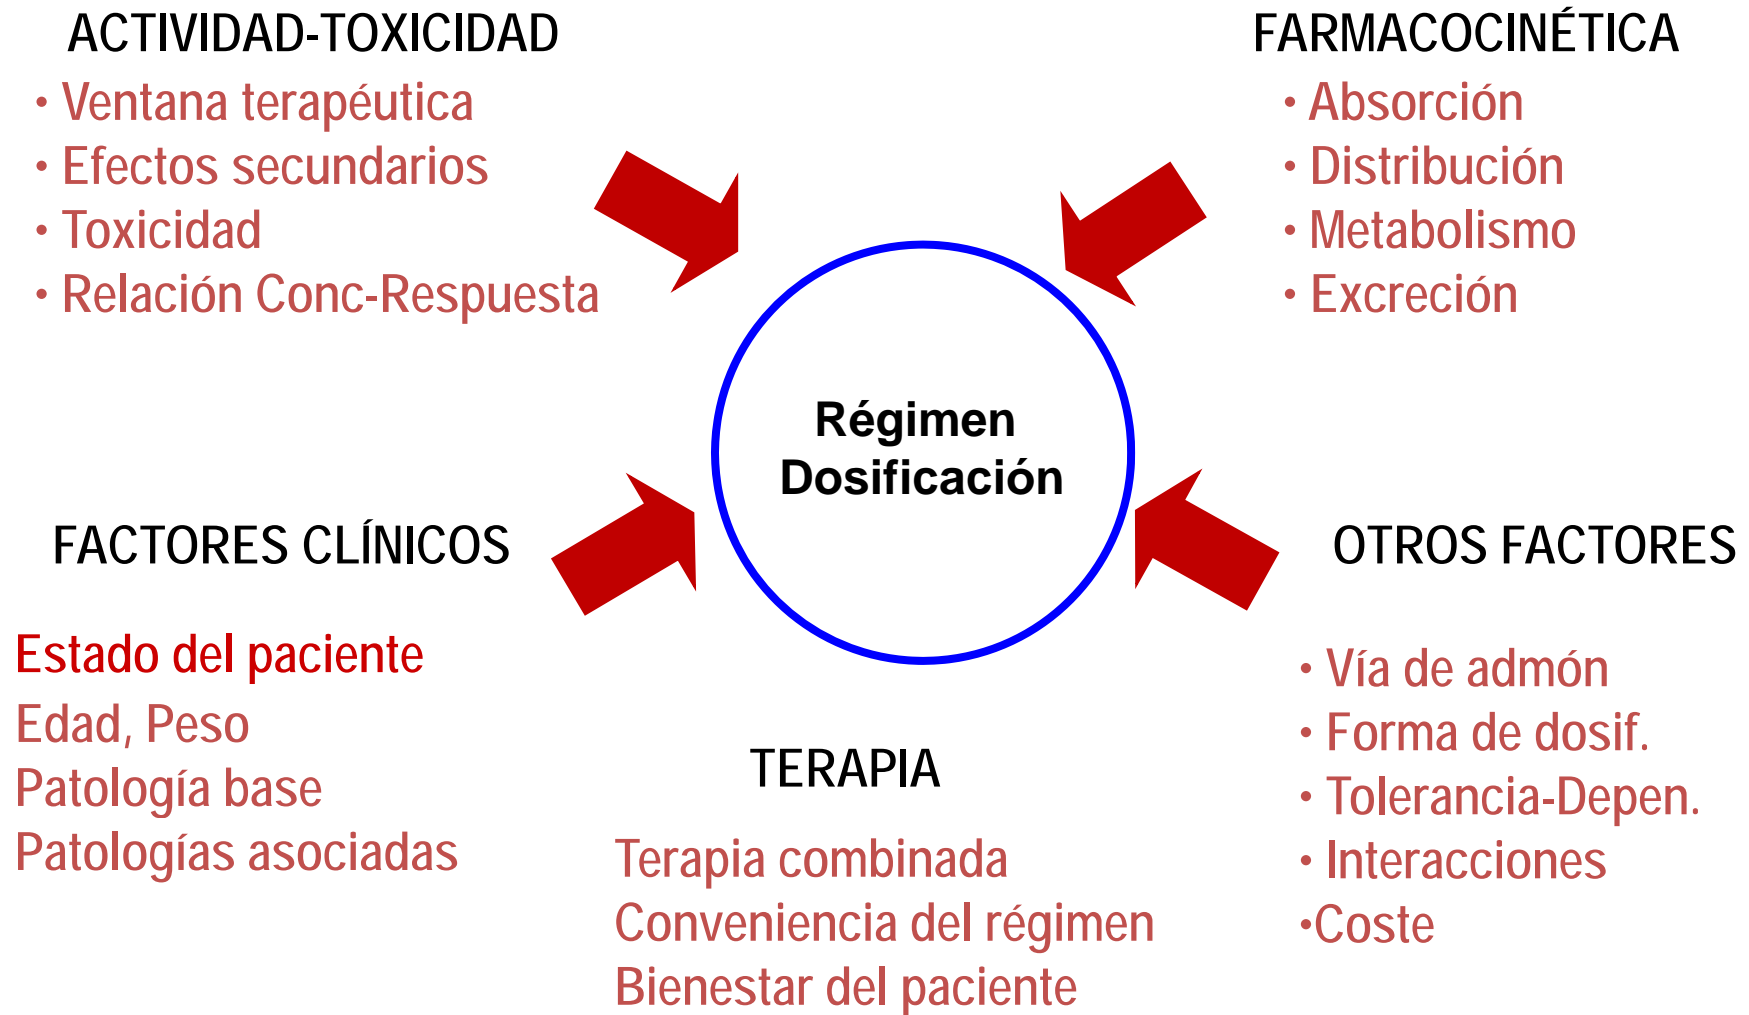 ACTIVIDAD-TOXICIDAD
• Ventana terapéutica
• Efectos secundarios
• Toxicidad
• Relación Conc-Respuesta
FARMACOCINÉTICA
• Absorción
• Distribución
• Metabolismo
• Excreción
Régimen
Dosificación
FACTORES CLÍNICOS
Estado del paciente
Edad, Peso
Patología base
Patologías asociadas
TERAPIA
Terapia combinada
Conveniencia del régimen
Bienestar del paciente
OTROS FACTORES
• Vía de admón
• Forma de dosif.
• Tolerancia-Depen.
• Interacciones
•Coste